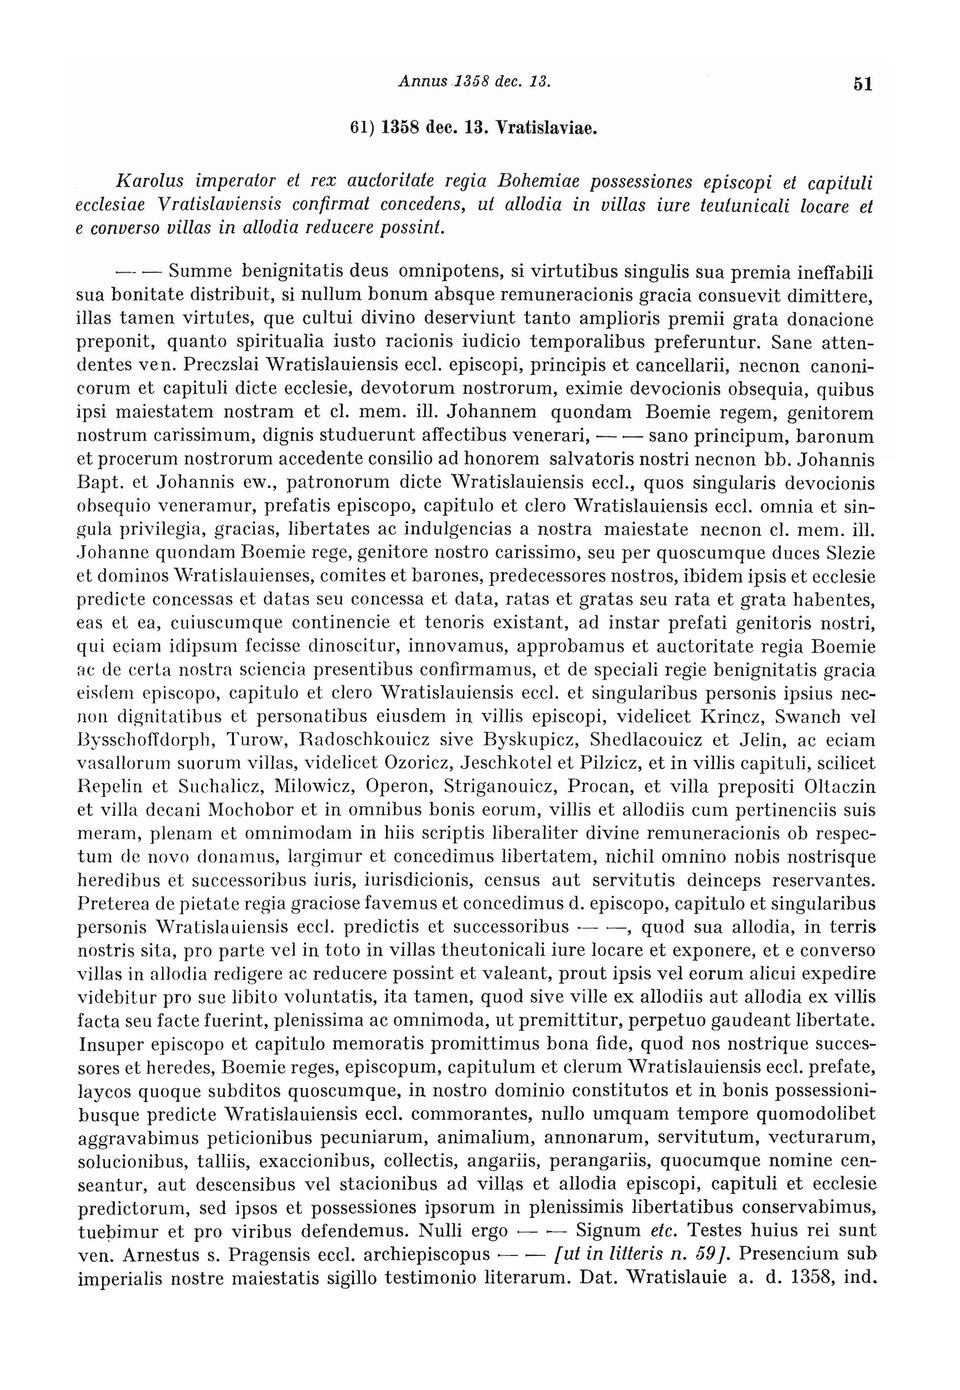 Annus 1358 dec. 13. 51
61) 1358 dec. 13. Vratislaviae.
Karolus imperator et rex auctoritate regia Bohemiae possessiones episcopi et capituli
ecclesiae Vratislaviensis confirmat concedens, ut allodia in villas iure teutunicali locare et
e converso villas in allodia reducere possint.
— — Summe benignitatis deus omnipotens, si virtutibus singulis sua premia ineffabili
sua bonitate distribuit, si nullum bonum absque remuneracionis gracia consuevit dimittere,
illas tamen virtutes, que cultui divino deserviunt tanto amplioris premii grata donacione
preponit, quanto spiritualia iusto racionis iudicio temporalibus preferuntur. Sane atten-
dentes ven. Preczslai Wratislauiensis eccl. episcopi, principis et cancellarii, necnon canoni-
corum et capituli dicte ecclesie, devotorum nostrorum, eximie devocionis obsequia, quibus
ipsi maiestatem nostram et cl. mem. ill. Johannem quondam Boemie regem, genitorem
nostrum carissimum, dignis studuerunt affectibus venerari, — — sano principum, baronum
et procerum nostrorum accedente consilio ad honorem salvatoris nostri necnon bb. Johannis
Bapt. et Johannis ew., patronorum dicte Wratislauiensis eccl., quos singularis devocionis
obsequio veneramur, prefatis episcopo, capitulo et clero Wratislauiensis eccl. omnia et sin-
gula privilegia, gracias, libertates ac indulgencias a nostra maiestate necnon cl. mem. ill.
Johanne quondam Boemie rege, genitore nostro carissimo, seu per quoscumque duces Slezie
et dominos Wratislauienses, comites et barones, predecessores nostros, ibidem ipsis et ecclesie
predicte concessas et datas seu concessa et data, ratas et gratas seu rata et grata habentes,
eas et ea, cuiuscumque continencie et tenoris existant, ad instar prefati genitoris nostri,
qui eciam idipsum fecisse dinoscitur, innovamus, approbamus et auctoritate regia Boemie
ac de certa nostra sciencia presentibus confirmamus, et de speciali regie benignitatis gracia
eisdem episcopo, capitulo et clero Wratislauiensis eccl. et singularibus personis ipsius nec-
non dignitatibus et personatibus eiusdem in villis episcopi, videlicet Krincz, Swanch vel
Bysschoffdorph, Turow, Radoschkouicz sive Byskupicz, Shedlacouicz et Jelin, ac eciam
vasallorum suorum villas, videlicet Ozoricz, Jeschkotel et Pilzicz, et in villis capituli, scilicet
Repelin et Suchalicz, Milowicz, Operon, Striganouicz, Procan, et villa prepositi Oltaczin
et villa decani Mochobor et in omnibus bonis eorum, villis et allodiis cum pertinenciis suis
meram, plenam et omnimodam in hiis scriptis liberaliter divine remuneracionis ob respec-
tum de novo donamus, largimur et concedimus libertatem, nichil omnino nobis nostrisque
heredibus et successoribus iuris, iurisdicionis, census aut servitutis deinceps reservantes.
Preterea de pietate regia graciose favemus et concedimus d. episcopo, capitulo et singularibus
personis Wratislauiensis eccl. predictis et successoribus — —, quod sua allodia, in terris
nostris sita, pro parte vel in toto in villas theutonicali iure locare et exponere, et e converso
villas in allodia redigere ac reducere possint et valeant, prout ipsis vel eorum alicui expedire
videbitur pro sue libito voluntatis, ita tamen, quod sive ville ex allodiis aut allodia ex villis
facta seu facte fuerint, plenissima ac omnimoda, ut premittitur, perpetuo gaudeant libertate.
Insuper episcopo et capitulo memoratis promittimus bona fide, quod nos nostrique succes-
sores et heredes, Boemie reges, episcopum, capitulum et clerum Wratislauiensis eccl. prefate,
laycos quoque subditos quoscumque, in nostro dominio constitutos et in bonis possessioni-
busque predicte Wratislauiensis eccl. commorantes, nullo umquam tempore quomodolibet
aggravabimus peticionibus pecuniarum, animalium, annonarum, servitutum, vecturarum,
solucionibus, talliis, exaccionibus, collectis, angariis, perangariis, quocumque nomine cen-
seantur, aut descensibus vel stacionibus ad villas et allodia episcopi, capituli et ecclesie
predictorum, sed ipsos et possessiones ipsorum in plenissimis libertatibus conservabimus,
tuebimur et pro viribus defendemus. Nulli ergo — — Signum etc. Testes huius rei sunt
ven. Arnestus s. Pragensis eccl. archiepiscopus — — [ut in litteris n. 59]. Presencium sub
imperialis nostre maiestatis sigillo testimonio literarum. Dat. Wratislauie a. d. 1358, ind.